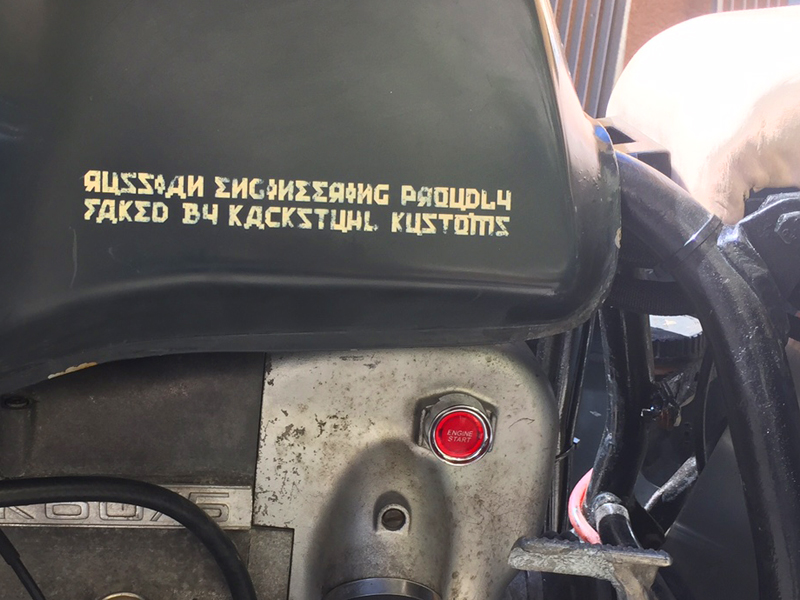 RUSSIAN ENGINEERING PROUDLY
FAKED BY KACKSTUHL KUSTOMS
ENGINE
START